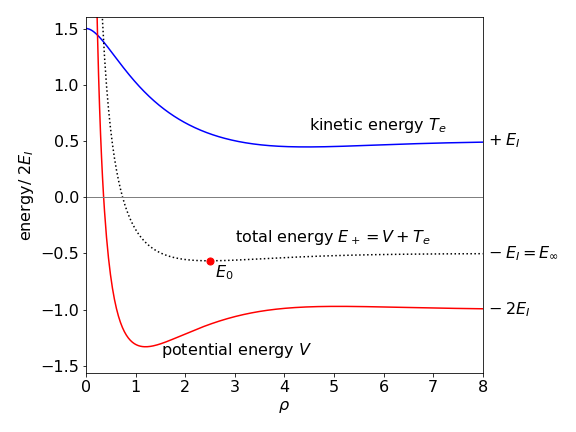 energy/ 2E_I
1.5
1.0
0.5
0.0
−0.5
−1.0
−1.5
kinetic energy T_e
+ E_I
total energy E_+ = V + T_e
− E_I = E_∞
E_0
− 2E_I
potential energy V
0 1 2 3 4 5 6 7 8
ρ